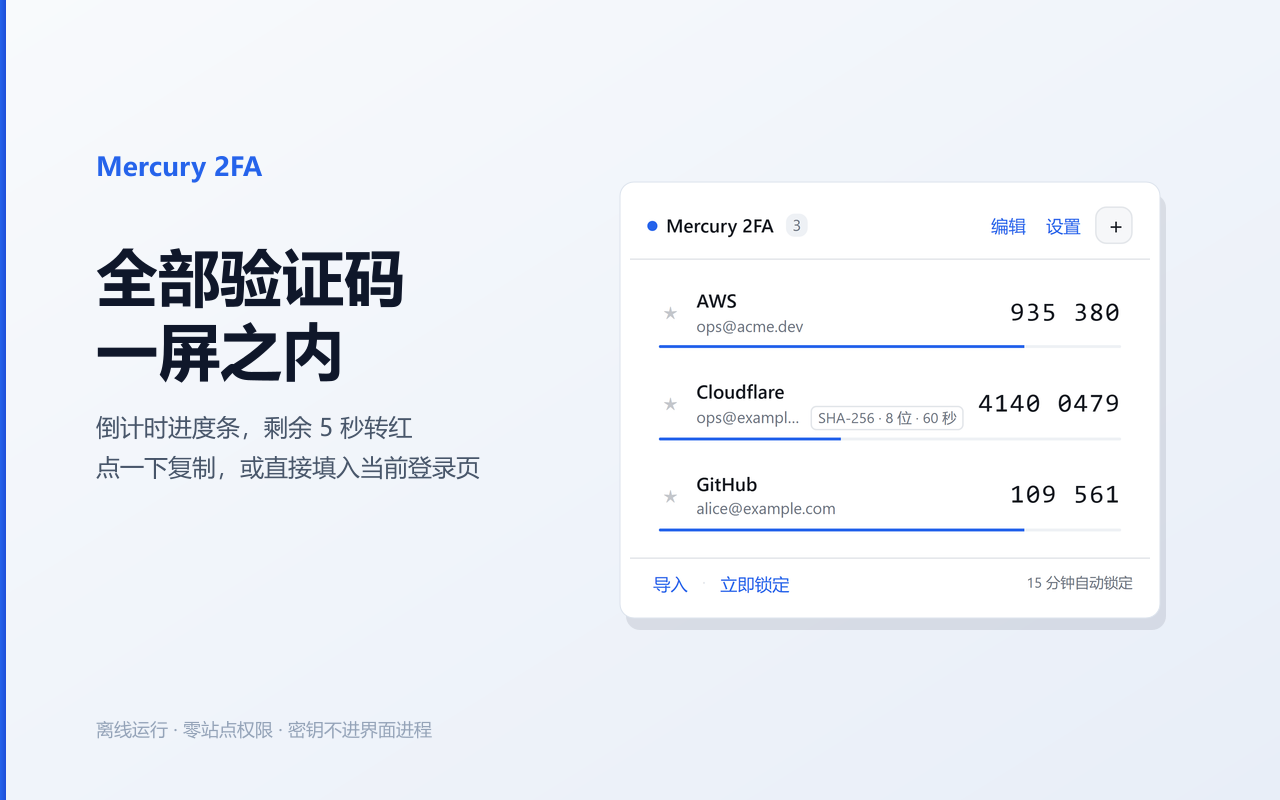 Mercury 2FA
全部验证码
一屏之内
倒计时进度条，剩余 5 秒转红
点一下复制，或直接填入当前登录页
离线运行 · 零站点权限 · 密钥不进界面进程
Mercury 2FA 3 编辑 设置 +
AWS
ops@acme.dev
935 380
Cloudflare
ops@exampl... SHA-256 · 8 位 · 60 秒
4140 0479
GitHub
alice@example.com
109 561
导入 · 立即锁定 15 分钟自动锁定